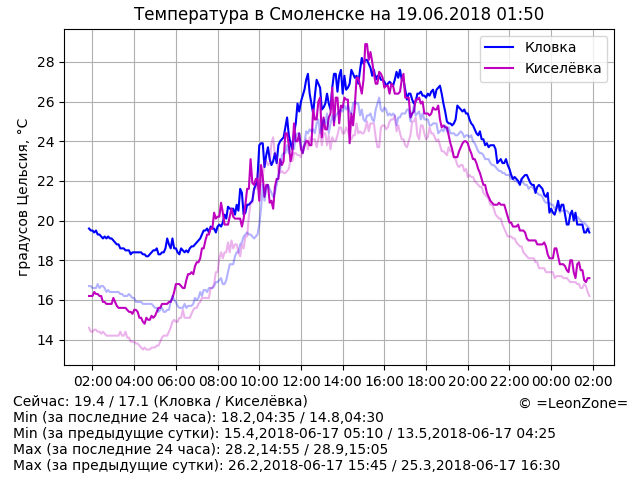 Температура в Смоленске на 19.06.2018 01:50
Кловка
Киселёвка
градусов Цельсия, °C
28
26
24
22
20
18
16
14
02:00 04:00 06:00 08:00 10:00 12:00 14:00 16:00 18:00 20:00 22:00 00:00 02:00
Сейчас: 19.4 / 17.1 (Кловка / Киселёвка)
© =LeonZone=
Min (за последние 24 часа): 18.2,04:35 / 14.8,04:30
Min (за предыдущие сутки): 15.4,2018-06-17 05:10 / 13.5,2018-06-17 04:25
Max (за последние 24 часа): 28.2,14:55 / 28.9,15:05
Max (за предыдущие сутки): 26.2,2018-06-17 15:45 / 25.3,2018-06-17 16:30